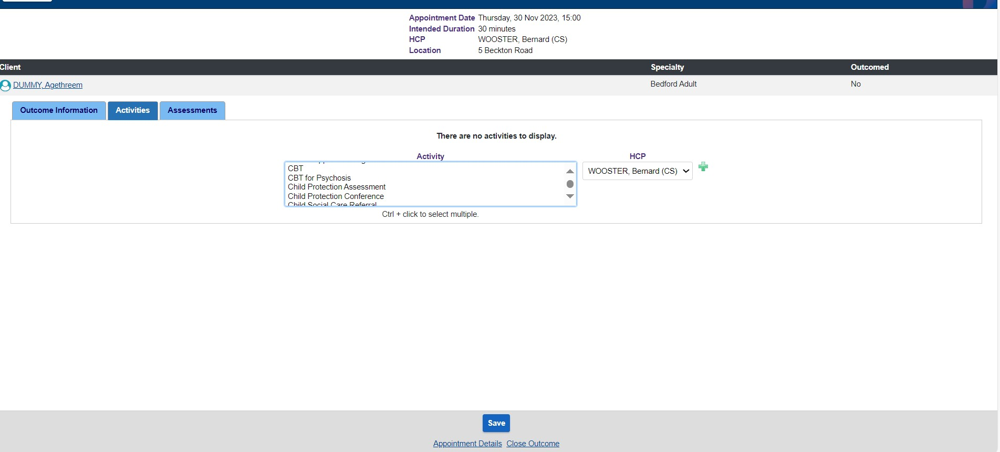 Appointment Date Thursday, 30 Nov 2023, 15:00
Intended Duration 30 minutes
HCP WOOSTER, Bernard (CS)
Location 5 Beckton Road
Client Specialty Outcomed
DUMMY, Agethreem Bedford Adult No
Outcome Information Activities Assessments
There are no activities to display.
Activity HCP
CBT
CBT for Psychosis
Child Protection Assessment
Child Protection Conference
Child Social Care Referral
WOOSTER, Bernard (CS)
Ctrl + click to select multiple.
Save
Appointment Details Close Outcome